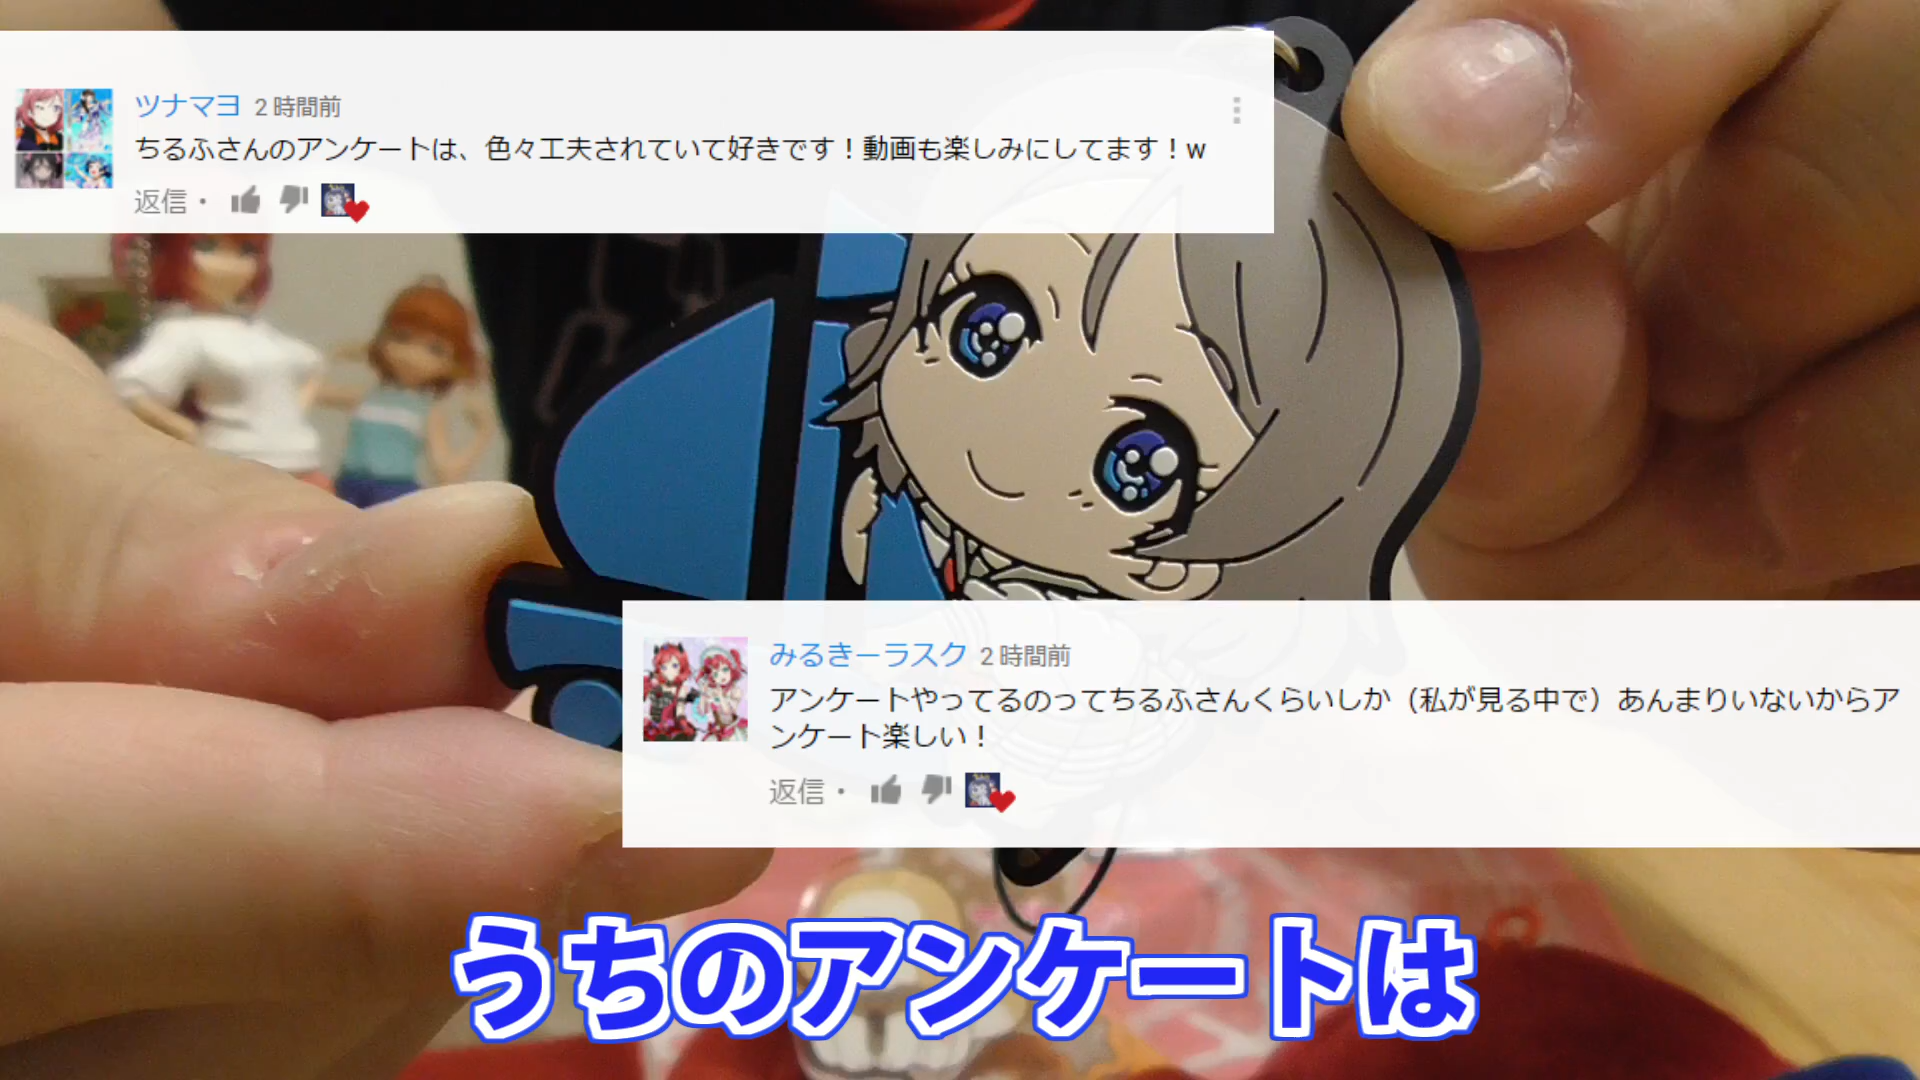 ツナマヨ 2 時間前
ちるふさんのアンケートは、色々工夫されていて好きです！動画も楽しみにしてます！w
返信・
みるきーラスク 2 時間前
アンケートやってるのってちるふさんくらいしか（私が見る中で）あんまりいないからア
ンケート楽しい！
返信・
うちのアンケートは